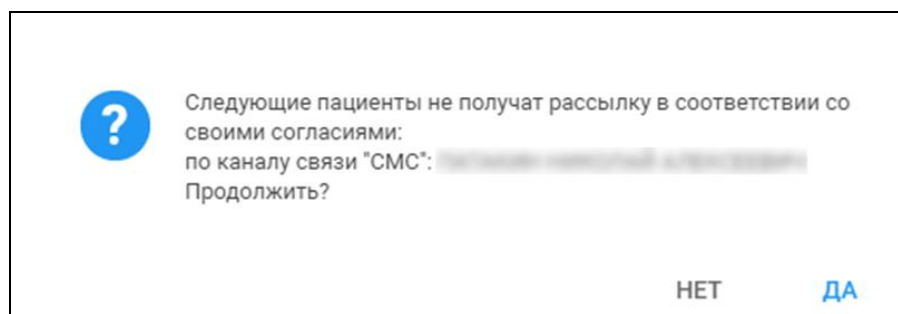 ?
Следующие пациенты не получат рассылку в соответствии со
своими согласиями:
по каналу связи "СМС":
Продолжить?
НЕТ ДА